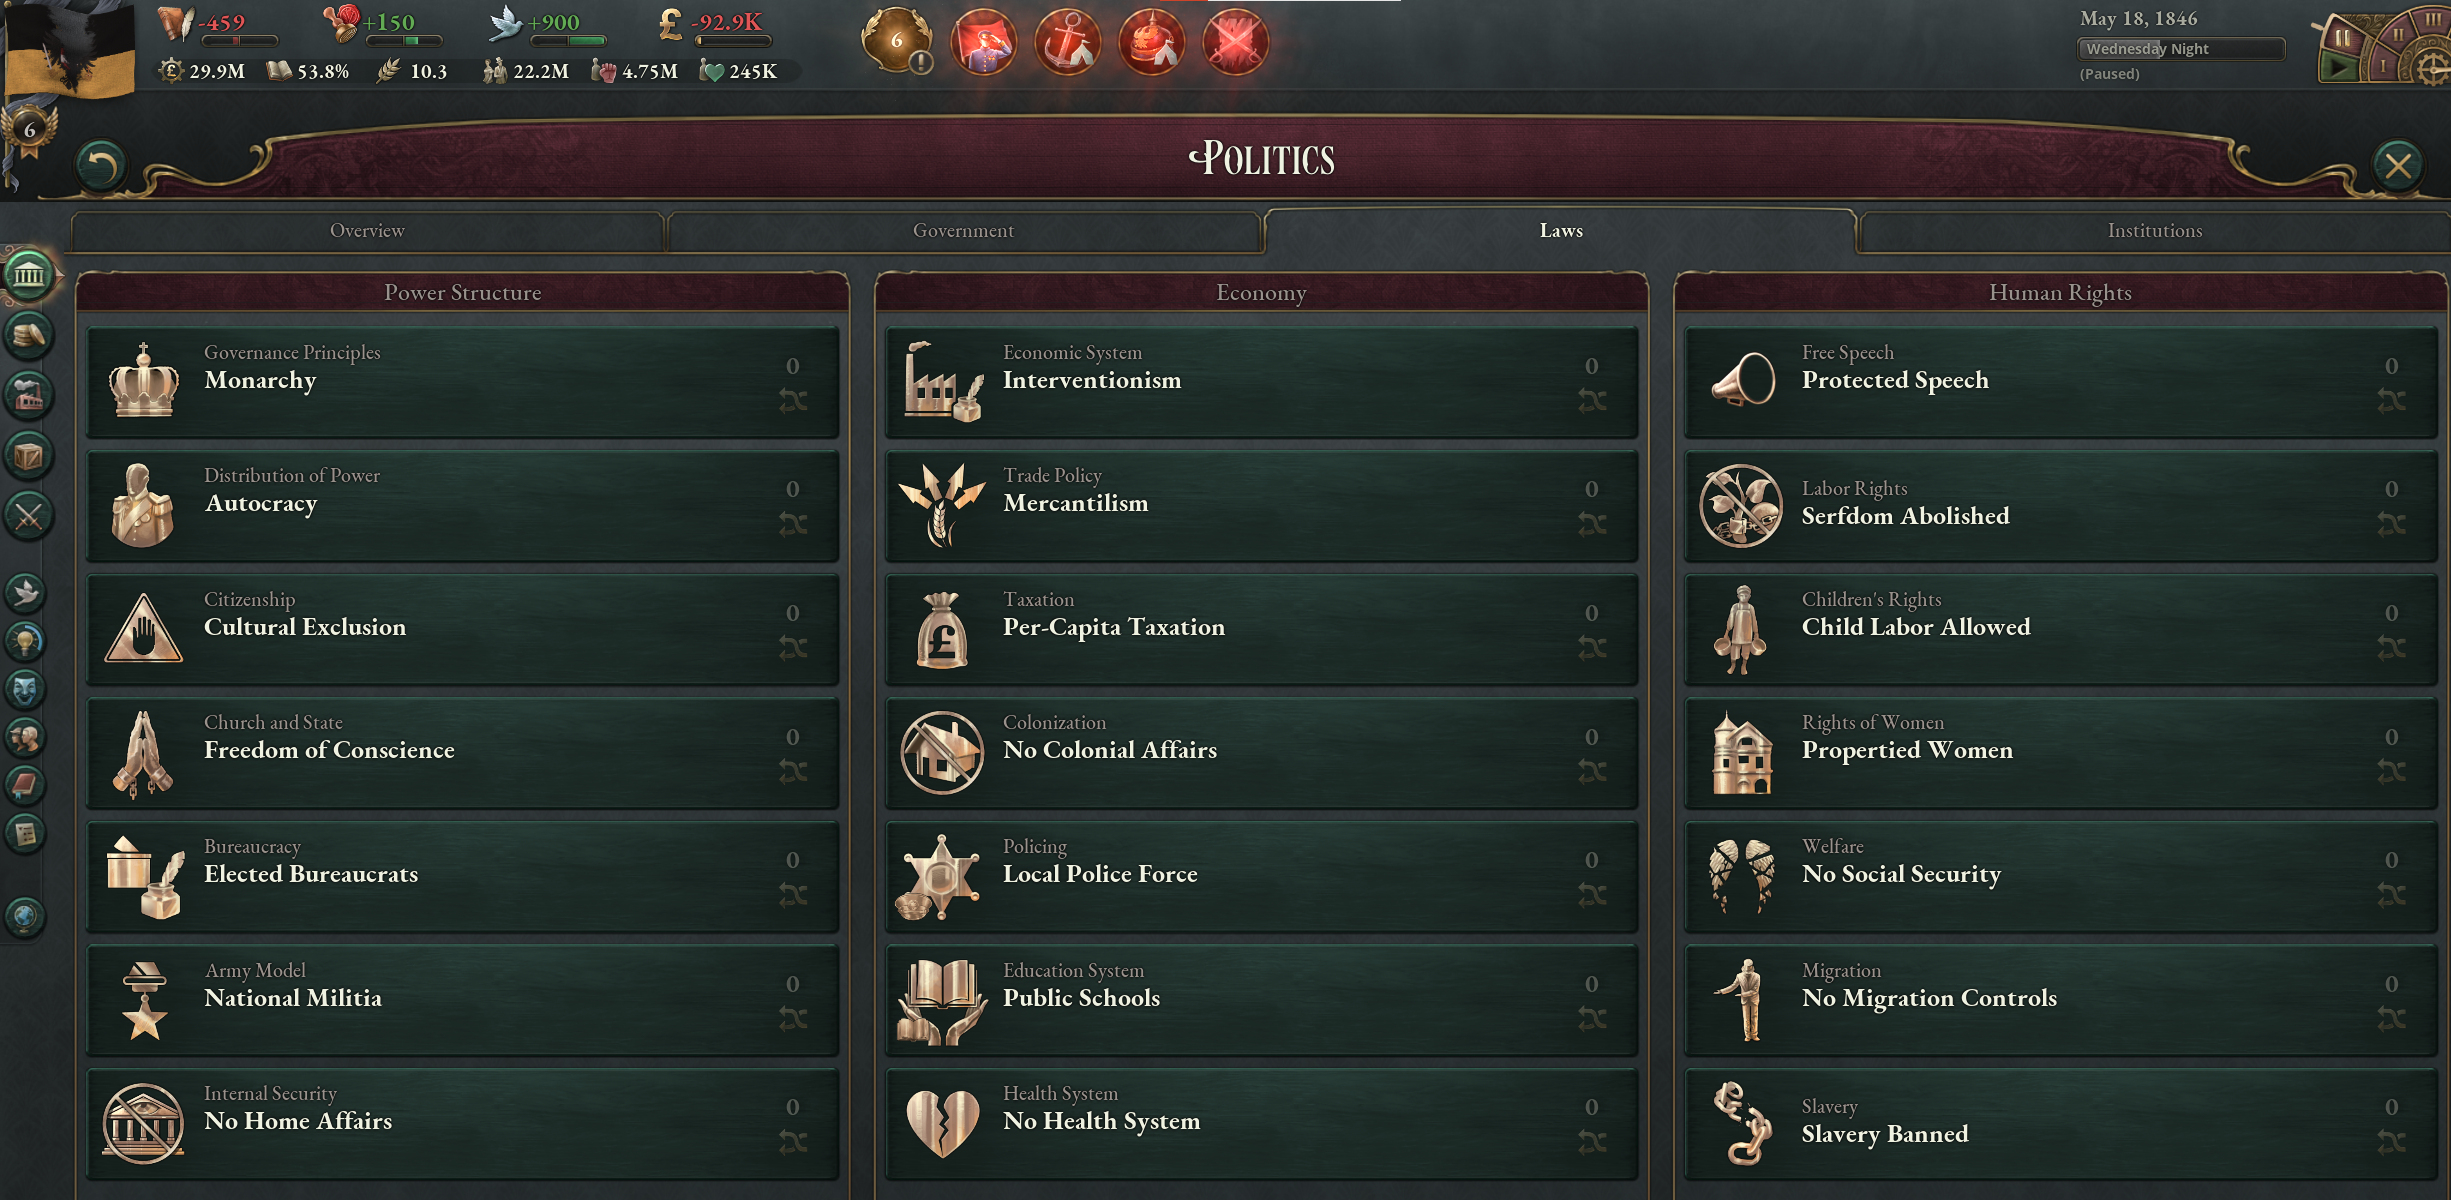 -459
+150
+900
-92.9K
6
May 18, 1846
Wednesday Night
(Paused)
II
II
III
I
29.9M
53.8%
10.3
22.2M
4.75M
245K
6
Politics
Overview
Government
Laws
Institutions
Power Structure
Governance Principles
Monarchy
0
Distribution of Power
Autocracy
0
Citizenship
Cultural Exclusion
0
Church and State
Freedom of Conscience
0
Bureaucracy
Elected Bureaucrats
0
Army Model
National Militia
0
Internal Security
No Home Affairs
0
Economy
Economic System
Interventionism
0
Trade Policy
Mercantilism
0
Taxation
Per-Capita Taxation
0
Colonization
No Colonial Affairs
0
Policing
Local Police Force
0
Education System
Public Schools
0
Health System
No Health System
0
Human Rights
Free Speech
Protected Speech
0
Labor Rights
Serfdom Abolished
0
Children's Rights
Child Labor Allowed
0
Rights of Women
Propertied Women
0
Welfare
No Social Security
0
Migration
No Migration Controls
0
Slavery
Slavery Banned
0